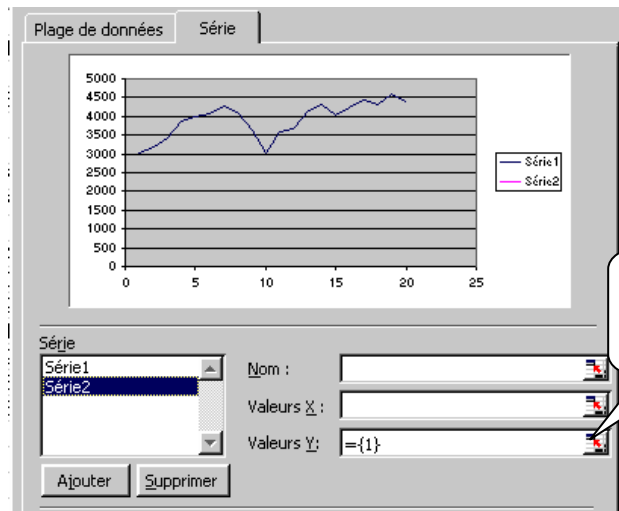 Plage de données Série
5000
4500
4000
3500
3000
2500
2000
1500
1000
500
0
0 5 10 15 20 25
Série1
Série2
Série
Série1
Série2
Nom :
Valeurs X :
Valeurs Y: ={1}
Ajouter Supprimer